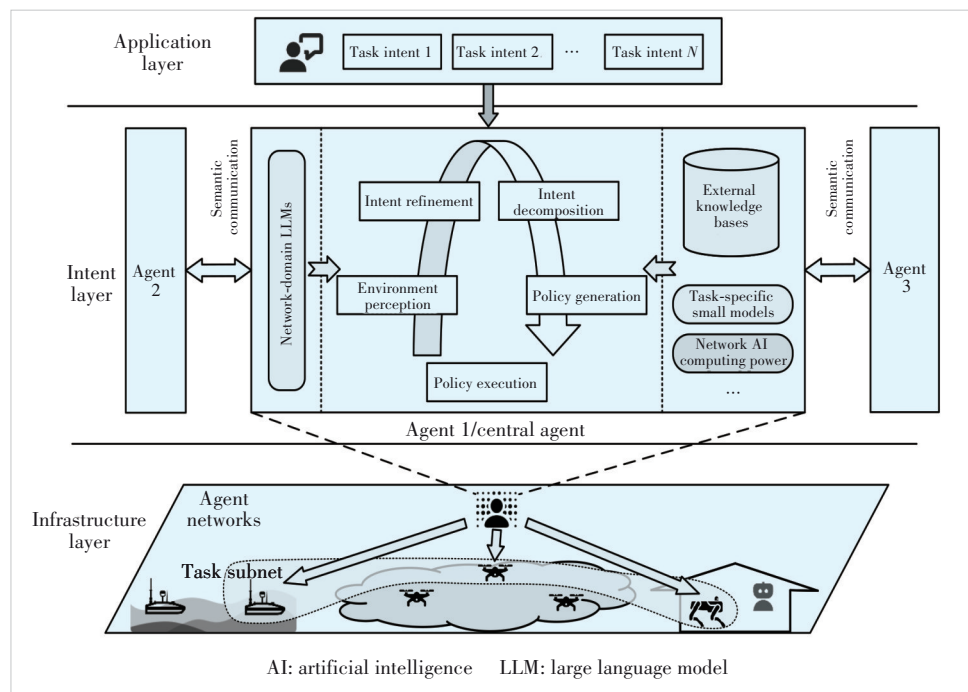 Application
layer
Task intent 1
Task intent 2
...
Task intent N
Intent
layer
Agent
2
Semantic
communication
Network-domain LLMs
Intent refinement
Intent
decomposition
Environment
perception
Policy generation
Policy execution
External
knowledge
bases
Task-specific
small models
Network AI
computing power
...
Semantic
communication
Agent
3
Agent 1/central agent
Infrastructure
layer
Agent
networks
Task subnet
AI: artificial intelligence LLM: large language model